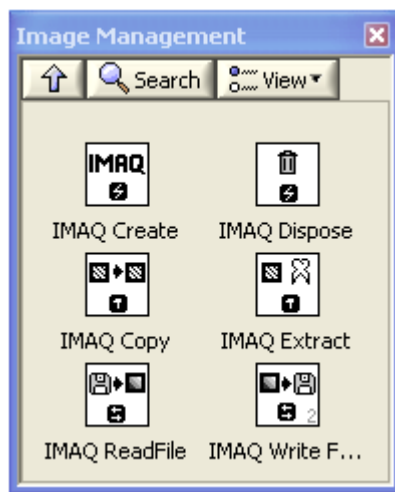 Image Management
Search View
IMAQ
IMAQ Create IMAQ Dispose
IMAQ Copy IMAQ Extract
2
IMAQ ReadFile IMAQ Write F...